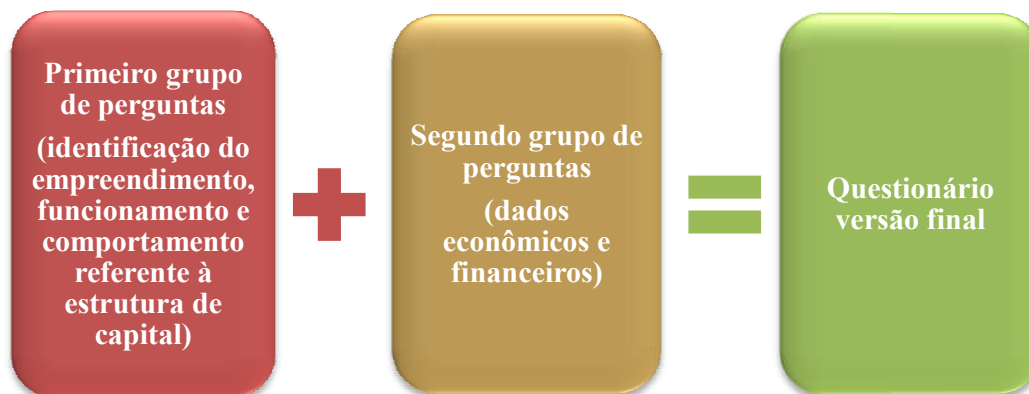 Primeiro grupo
de perguntas
(identificação do
empreendimento,
funcionamento e
comportamento
referente à
estrutura de
capital)
Segundo grupo de
perguntas
(dados
econômicos e
financeiros)
Questionário
versão final